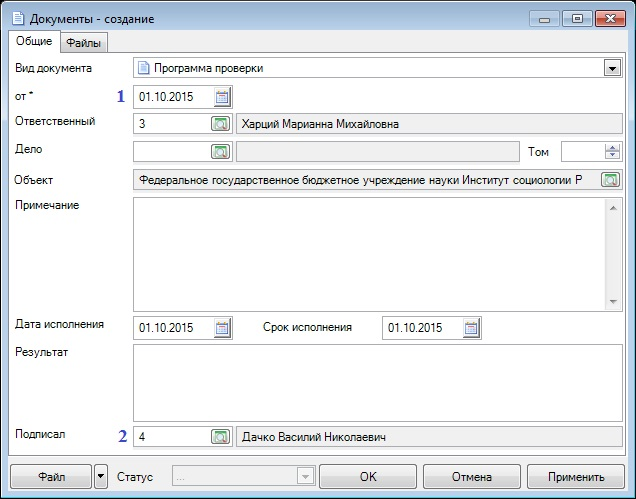 Документы - создание
Общие Файлы
Вид документа Программа проверки
от * 1 01.10.2015
Ответственный 3 Харций Марианна Михайловна
Дело Том
Объект Федеральное государственное бюджетное учреждение науки Институт социологии Р
Примечание
Дата исполнения 01.10.2015 Срок исполнения 01.10.2015
Результат
Подписал 2 4 Дачко Василий Николаевич
Файл Статус ... OK Отмена Применить